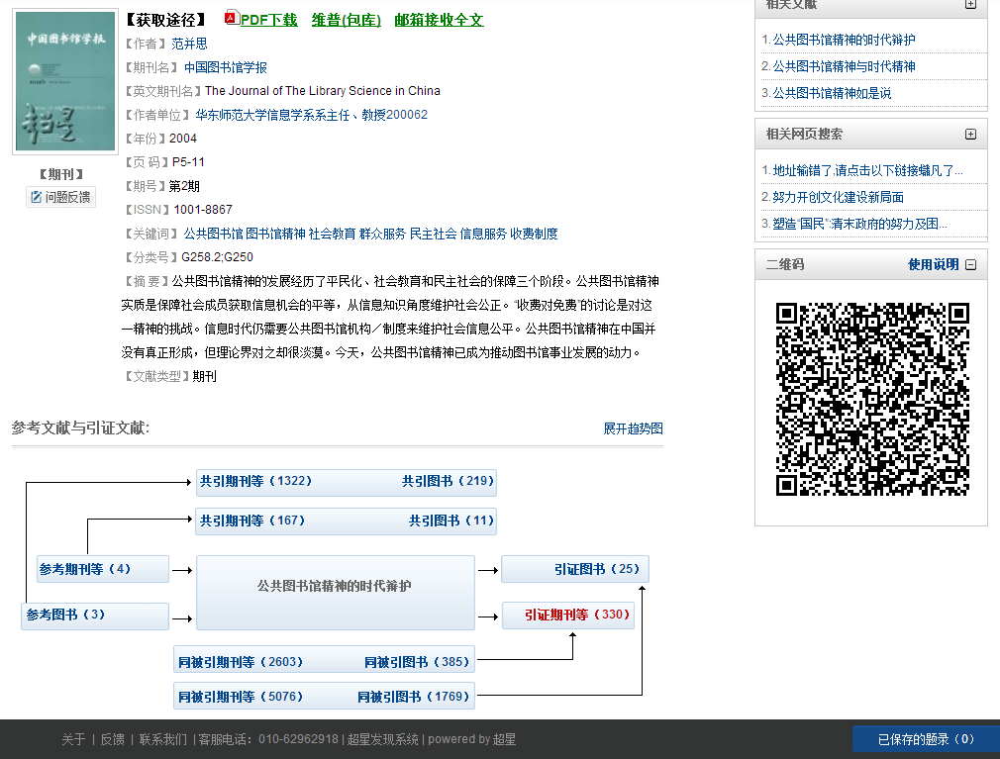 中国图书馆学报
【期刊】
问题反馈
【获取途径】 PDF下载 维普(包库) 邮箱接收全文
【作者】范并思
【期刊名】中国图书馆学报
【英文期刊名】The Journal of The Library Science in China
【作者单位】华东师范大学信息学系系主任、教授200062
【年份】2004
【页 码】P5-11
【期号】第2期
【ISSN】1001-8867
【关键词】公共图书馆 图书馆精神 社会教育 群众服务 民主社会 信息服务 收费制度
【分类号】G258.2;G250
【摘 要】公共图书馆精神的发展经历了平民化、社会教育和民主社会的保障三个阶段。公共图书馆精神
实质是保障社会成员获取信息机会的平等，从信息知识角度维护社会公正。“收费对免费”的讨论是对这
一精神的挑战。信息时代仍需要公共图书馆机构／制度来维护社会信息公平。公共图书馆精神在中国并
没有真正形成，但理论界对之却很淡漠。今天，公共图书馆精神已成为推动图书馆事业发展的动力。
【文献类型】期刊
参考文献与引证文献:
展开趋势图
共引期刊等（1322） 共引图书（219）
共引期刊等（167） 共引图书（11）
参考期刊等（4）
参考图书（3）
公共图书馆精神的时代辩护
引证图书（25）
引证期刊等（330）
同被引期刊等（2603） 同被引图书（385）
同被引期刊等（5076） 同被引图书（1769）
相关文献
1.公共图书馆精神的时代辩护
2.公共图书馆精神与时代精神
3.公共图书馆精神如是说
相关网页搜索
1.地址输错了,请点击以下链接蟻凡了...
2.努力开创文化建设新局面
3.塑造“国民”:清末政府的努力及困...
二维码 使用说明
关于 | 反馈 | 联系我们 | 客服电话：010-62962918 | 超星发现系统 | powered by 超星
已保存的题录（0）